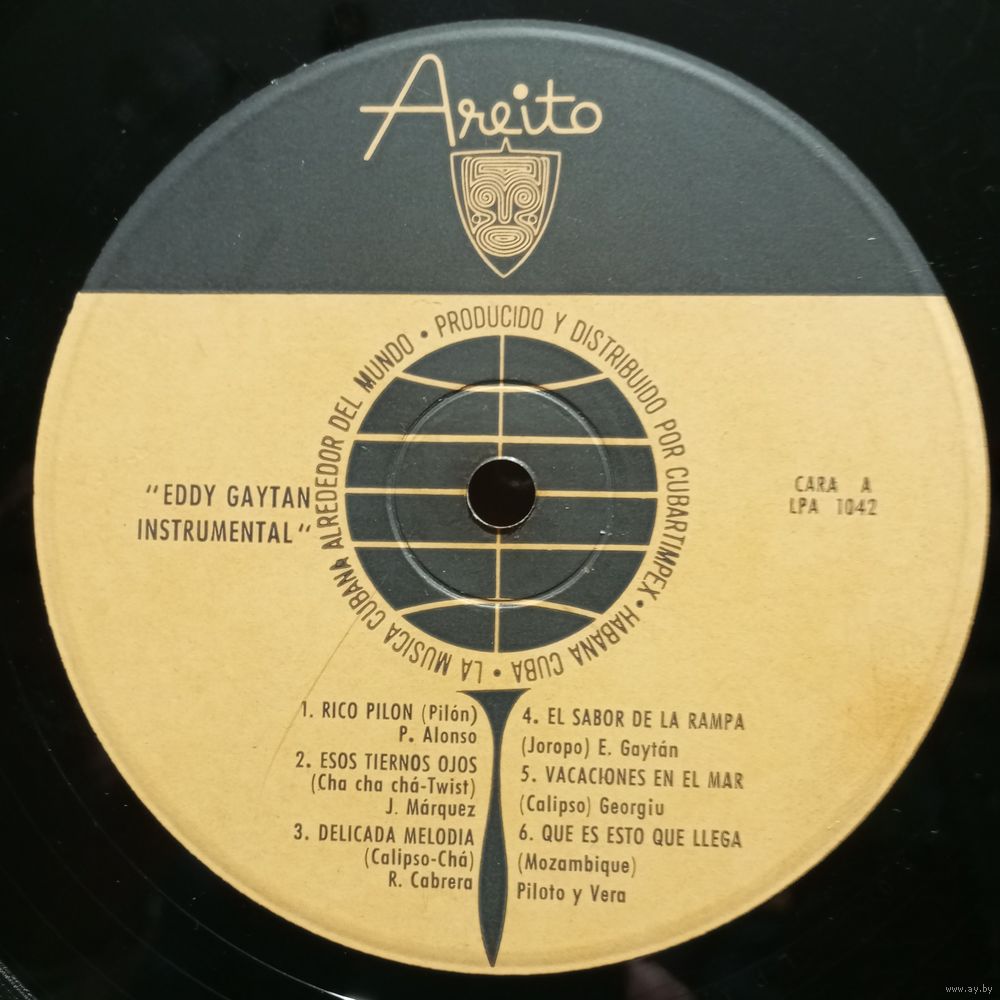 Areito
PRODUCIDO Y DISTRIBUIDO POR CUBARTIMPEX • HABANA CUBA • LA MUSICA CUBANA ALREDEDOR DEL MUNDO •
"EDDY GAYTAN
INSTRUMENTAL"
CARA A
LPA 1042
1. RICO PILON (Pilón)
P. Alonso
2. ESOS TIERNOS OJOS
(Cha cha chá-Twist)
J. Márquez
3. DELICADA MELODIA
(Calipso-Chá)
R. Cabrera
4. EL SABOR DE LA RAMPA
(Joropo) E. Gaytán
5. VACACIONES EN EL MAR
(Calipso) Georgiu
6. QUE ES ESTO QUE LLEGA
(Mozambique)
Piloto y Vera
www.ay.by